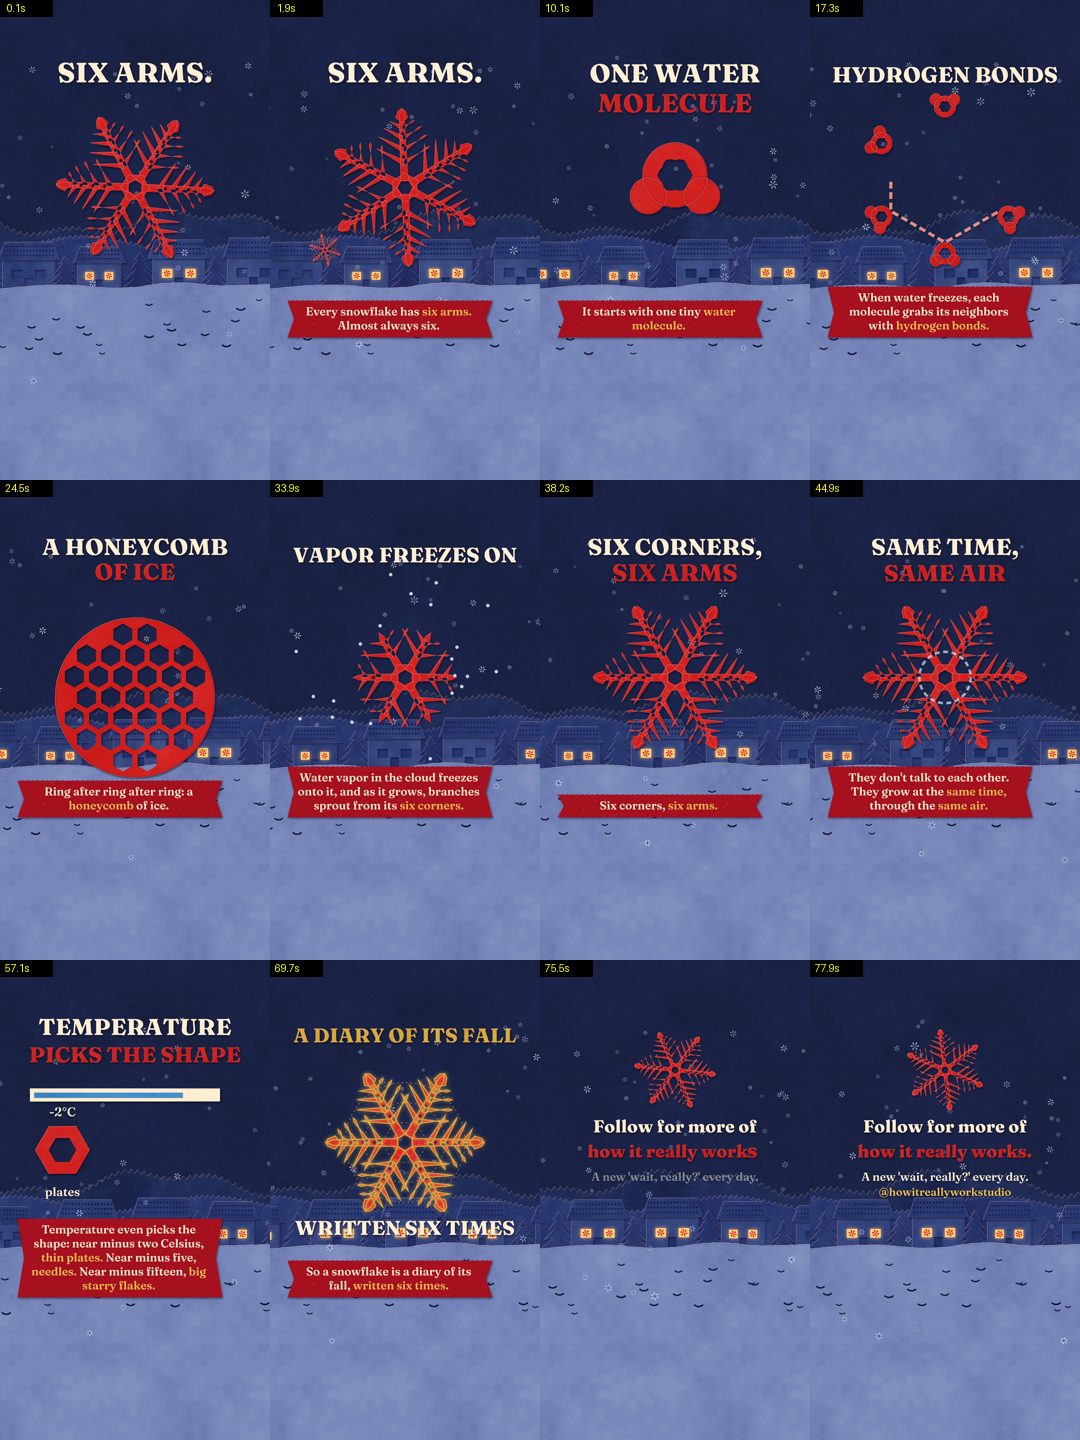 0.1s
SIX ARMS.
1.9s
SIX ARMS.
Every snowflake has six arms.
Almost always six.
10.1s
ONE WATER
MOLECULE
It starts with one tiny water
molecule.
17.3s
HYDROGEN BONDS
When water freezes, each
molecule grabs its neighbors
with hydrogen bonds.
24.5s
A HONEYCOMB
OF ICE
Ring after ring after ring: a
honeycomb of ice.
33.9s
VAPOR FREEZES ON
Water vapor in the cloud freezes
onto it, and as it grows, branches
sprout from its six corners.
38.2s
SIX CORNERS,
SIX ARMS
Six corners, six arms.
44.9s
SAME TIME,
SAME AIR
They don't talk to each other.
They grow at the same time,
through the same air.
57.1s
TEMPERATURE
PICKS THE SHAPE
-2°C
plates
Temperature even picks the
shape: near minus two Celsius,
thin plates. Near minus five,
needles. Near minus fifteen, big
starry flakes.
69.7s
A DIARY OF ITS FALL
WRITTEN SIX TIMES
So a snowflake is a diary of its
fall, written six times.
75.5s
Follow for more of
how it really works
A new 'wait, really?' every day.
77.9s
Follow for more of
how it really works.
A new 'wait, really?' every day.
@howitreallyworkstudio